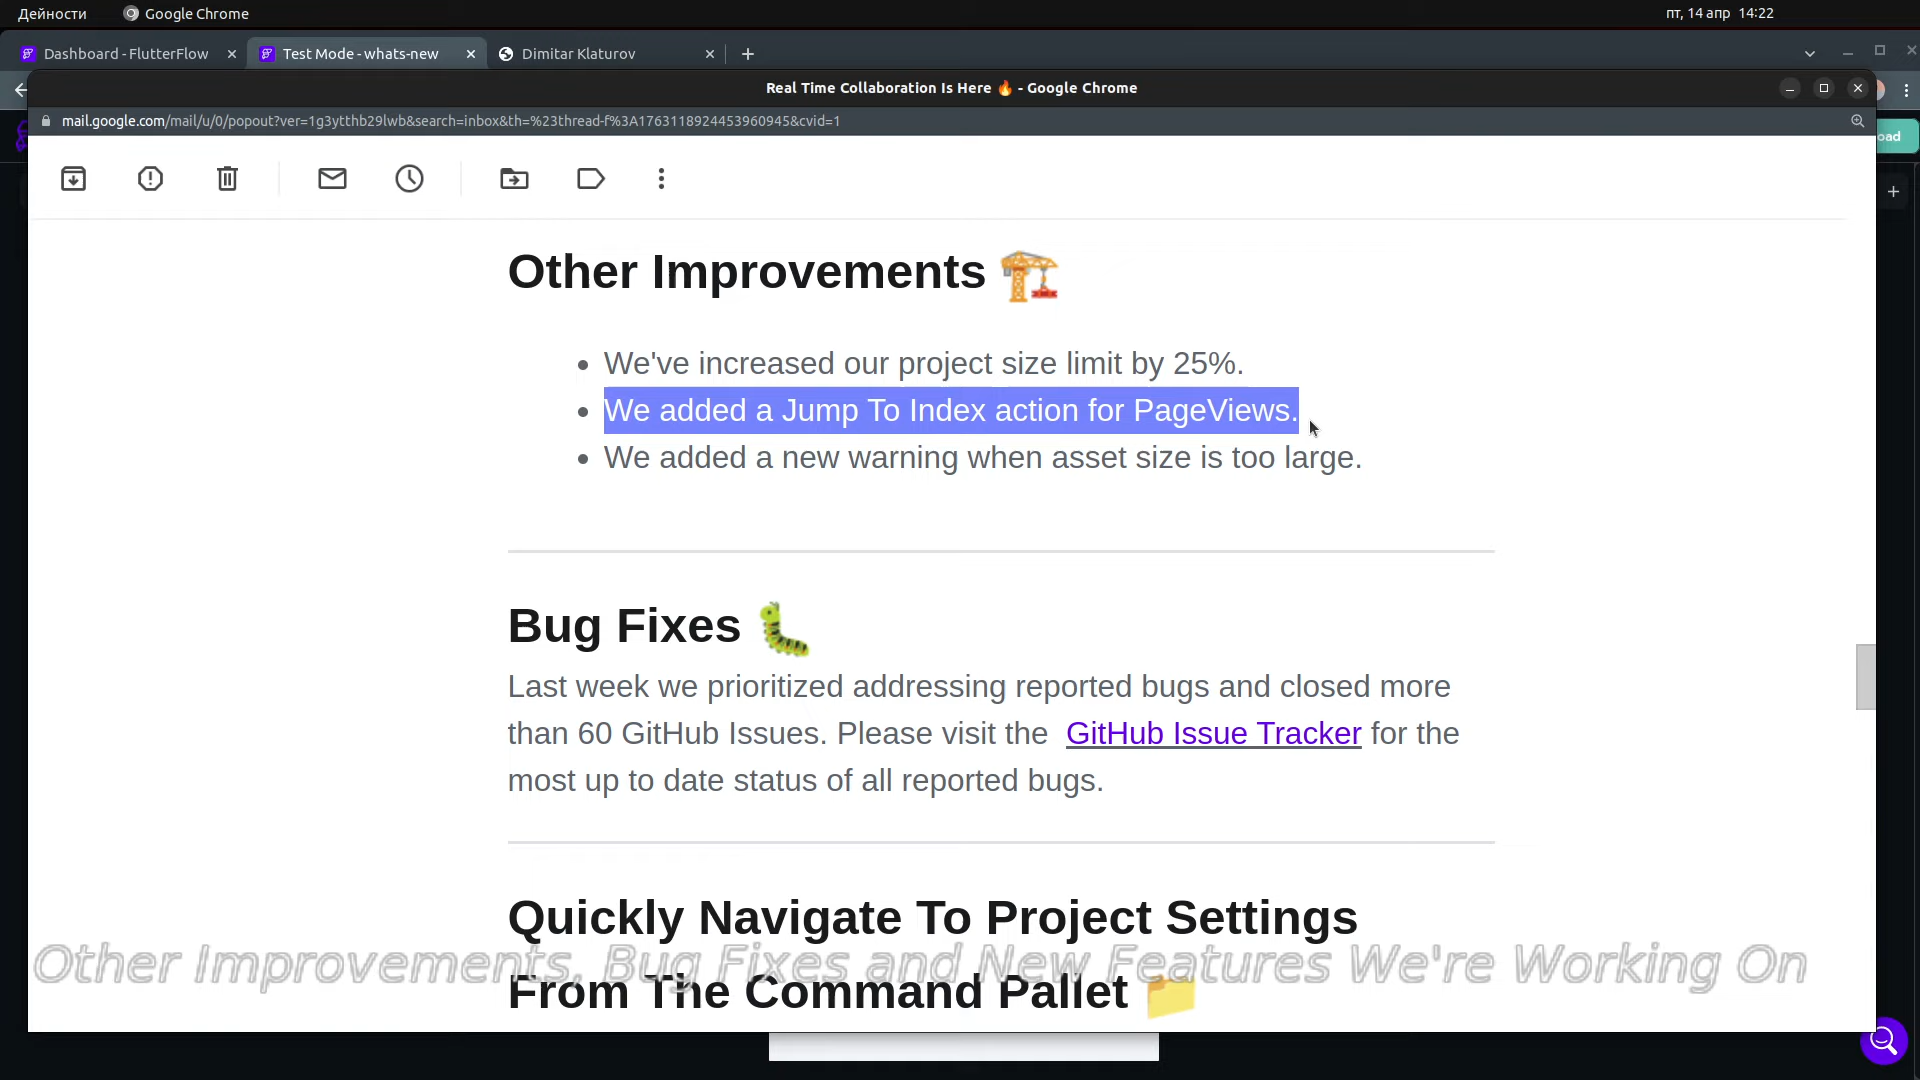 Дейности
Google Chrome
пт, 14 апр 14:22
Dashboard - FlutterFlow
Test Mode - whats-new
Dimitar Klaturov
Real Time Collaboration Is Here 🔥 - Google Chrome
mail.google.com/mail/u/0/popout?ver=1g3ytthb29lwb&search=inbox&th=%23thread-f%3A1763118924453960945&cvid=1
oad
Other Improvements 🏗️
• We've increased our project size limit by 25%.
• We added a Jump To Index action for PageViews.
• We added a new warning when asset size is too large.
Bug Fixes 🐛
Last week we prioritized addressing reported bugs and closed more
than 60 GitHub Issues. Please visit the GitHub Issue Tracker for the
most up to date status of all reported bugs.
Quickly Navigate To Project Settings
Other Improvements, Bug Fixes and New Features We're Working On
From The Command Pallet 📁